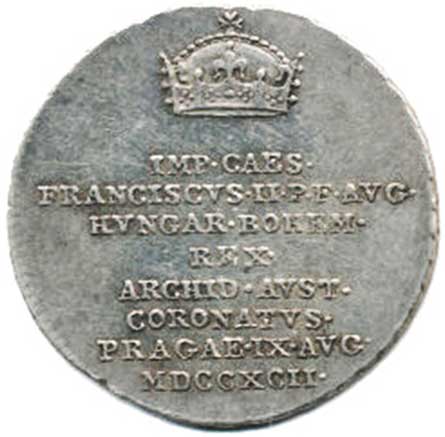 IMP·CAES·
FRANCISCVS·II·P·F·AVG·
HVNGAR·BOHEM·
REX·
ARCHID·AVST·
CORONATVS·
PRAGAE·IX·AVG·
MDCCXCII·